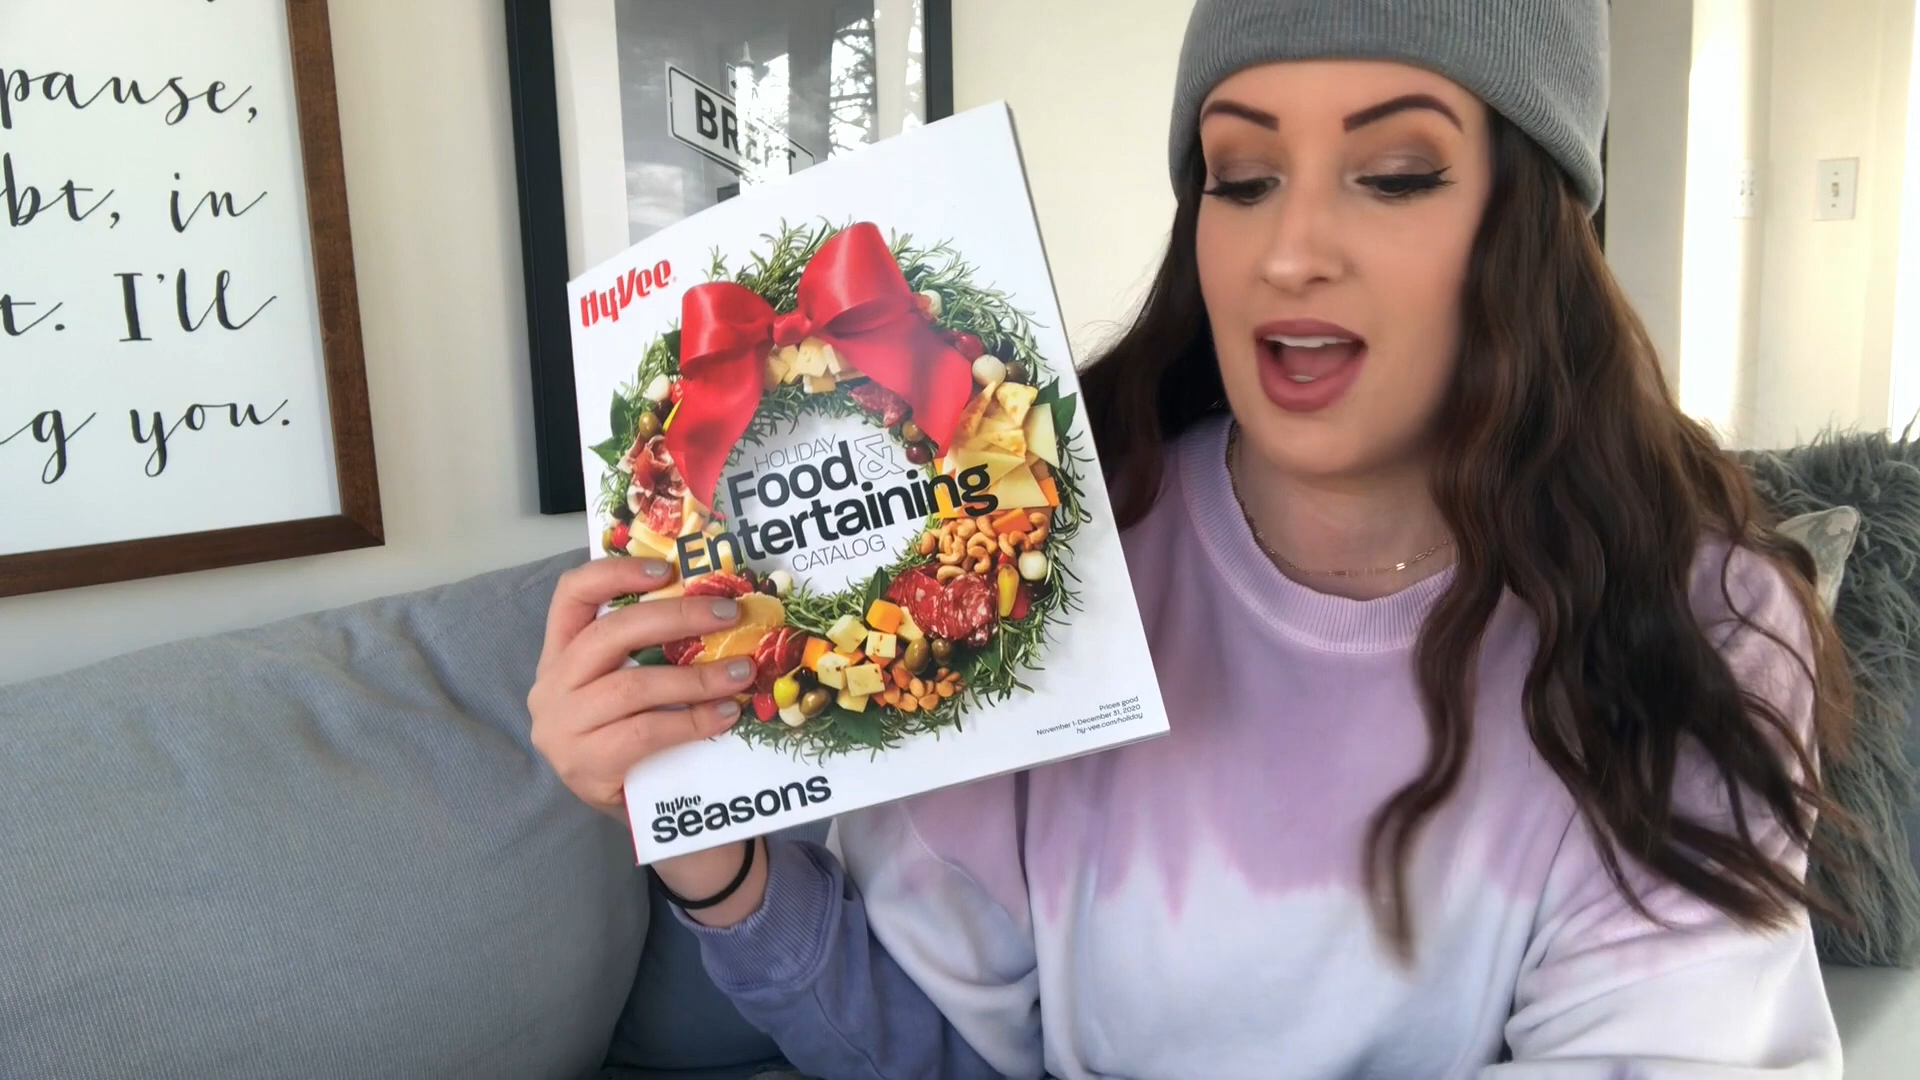 pause,
bt, in
t. I'll
g you.
BRE
HyVee
HOLIDAY
Food &
Entertaining
CATALOG
Prices good
November 1-December 31, 2020
hy-vee.com/holiday
HyVee
seasons